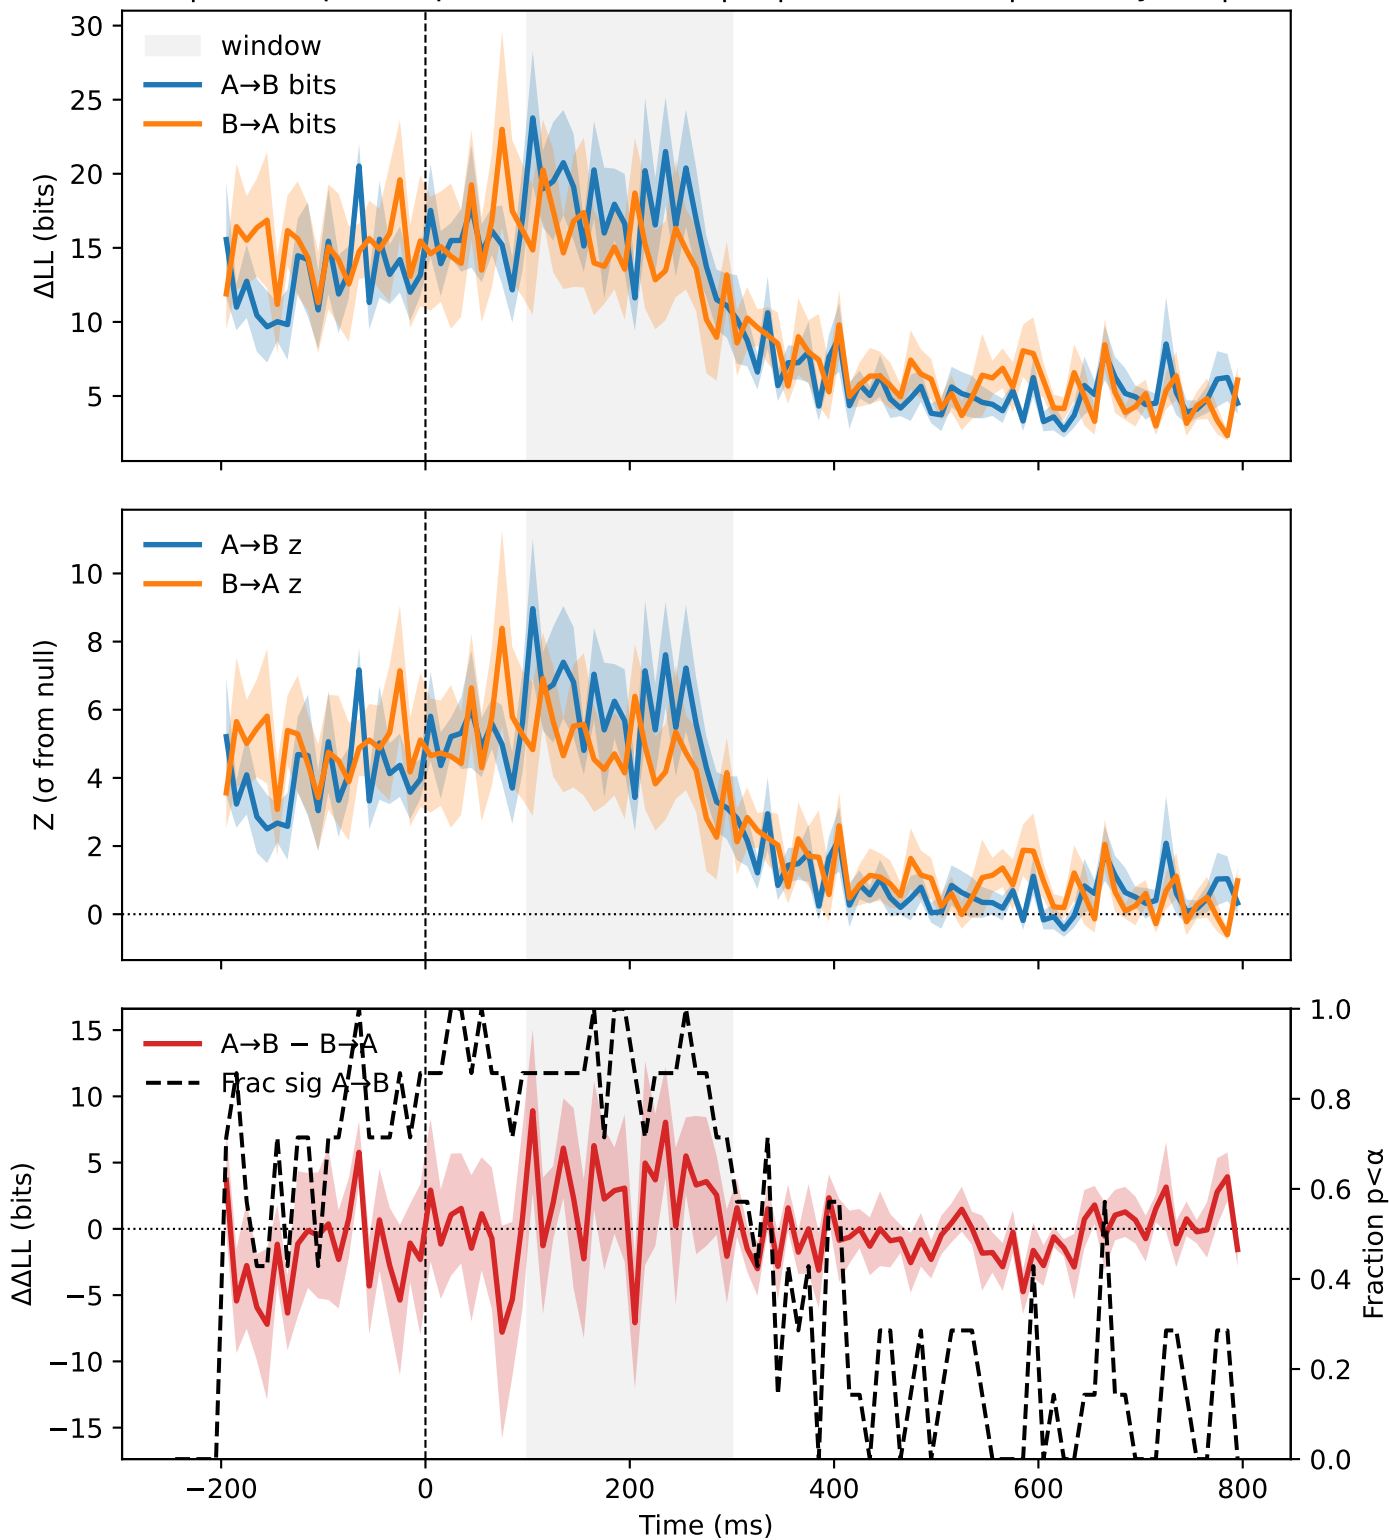 30
25
20
15
10
5
ΔLL (bits)
window
A→B bits
B→A bits
10
8
6
4
2
0
Z (σ from null)
A→B z
B→A z
15
10
5
0
−5
−10
−15
ΔΔLL (bits)
A→B − B→A
Frac sig A→B
1.0
0.8
0.6
0.4
0.2
0.0
Fraction p<α
−200 0 200 400 600 800
Time (ms)